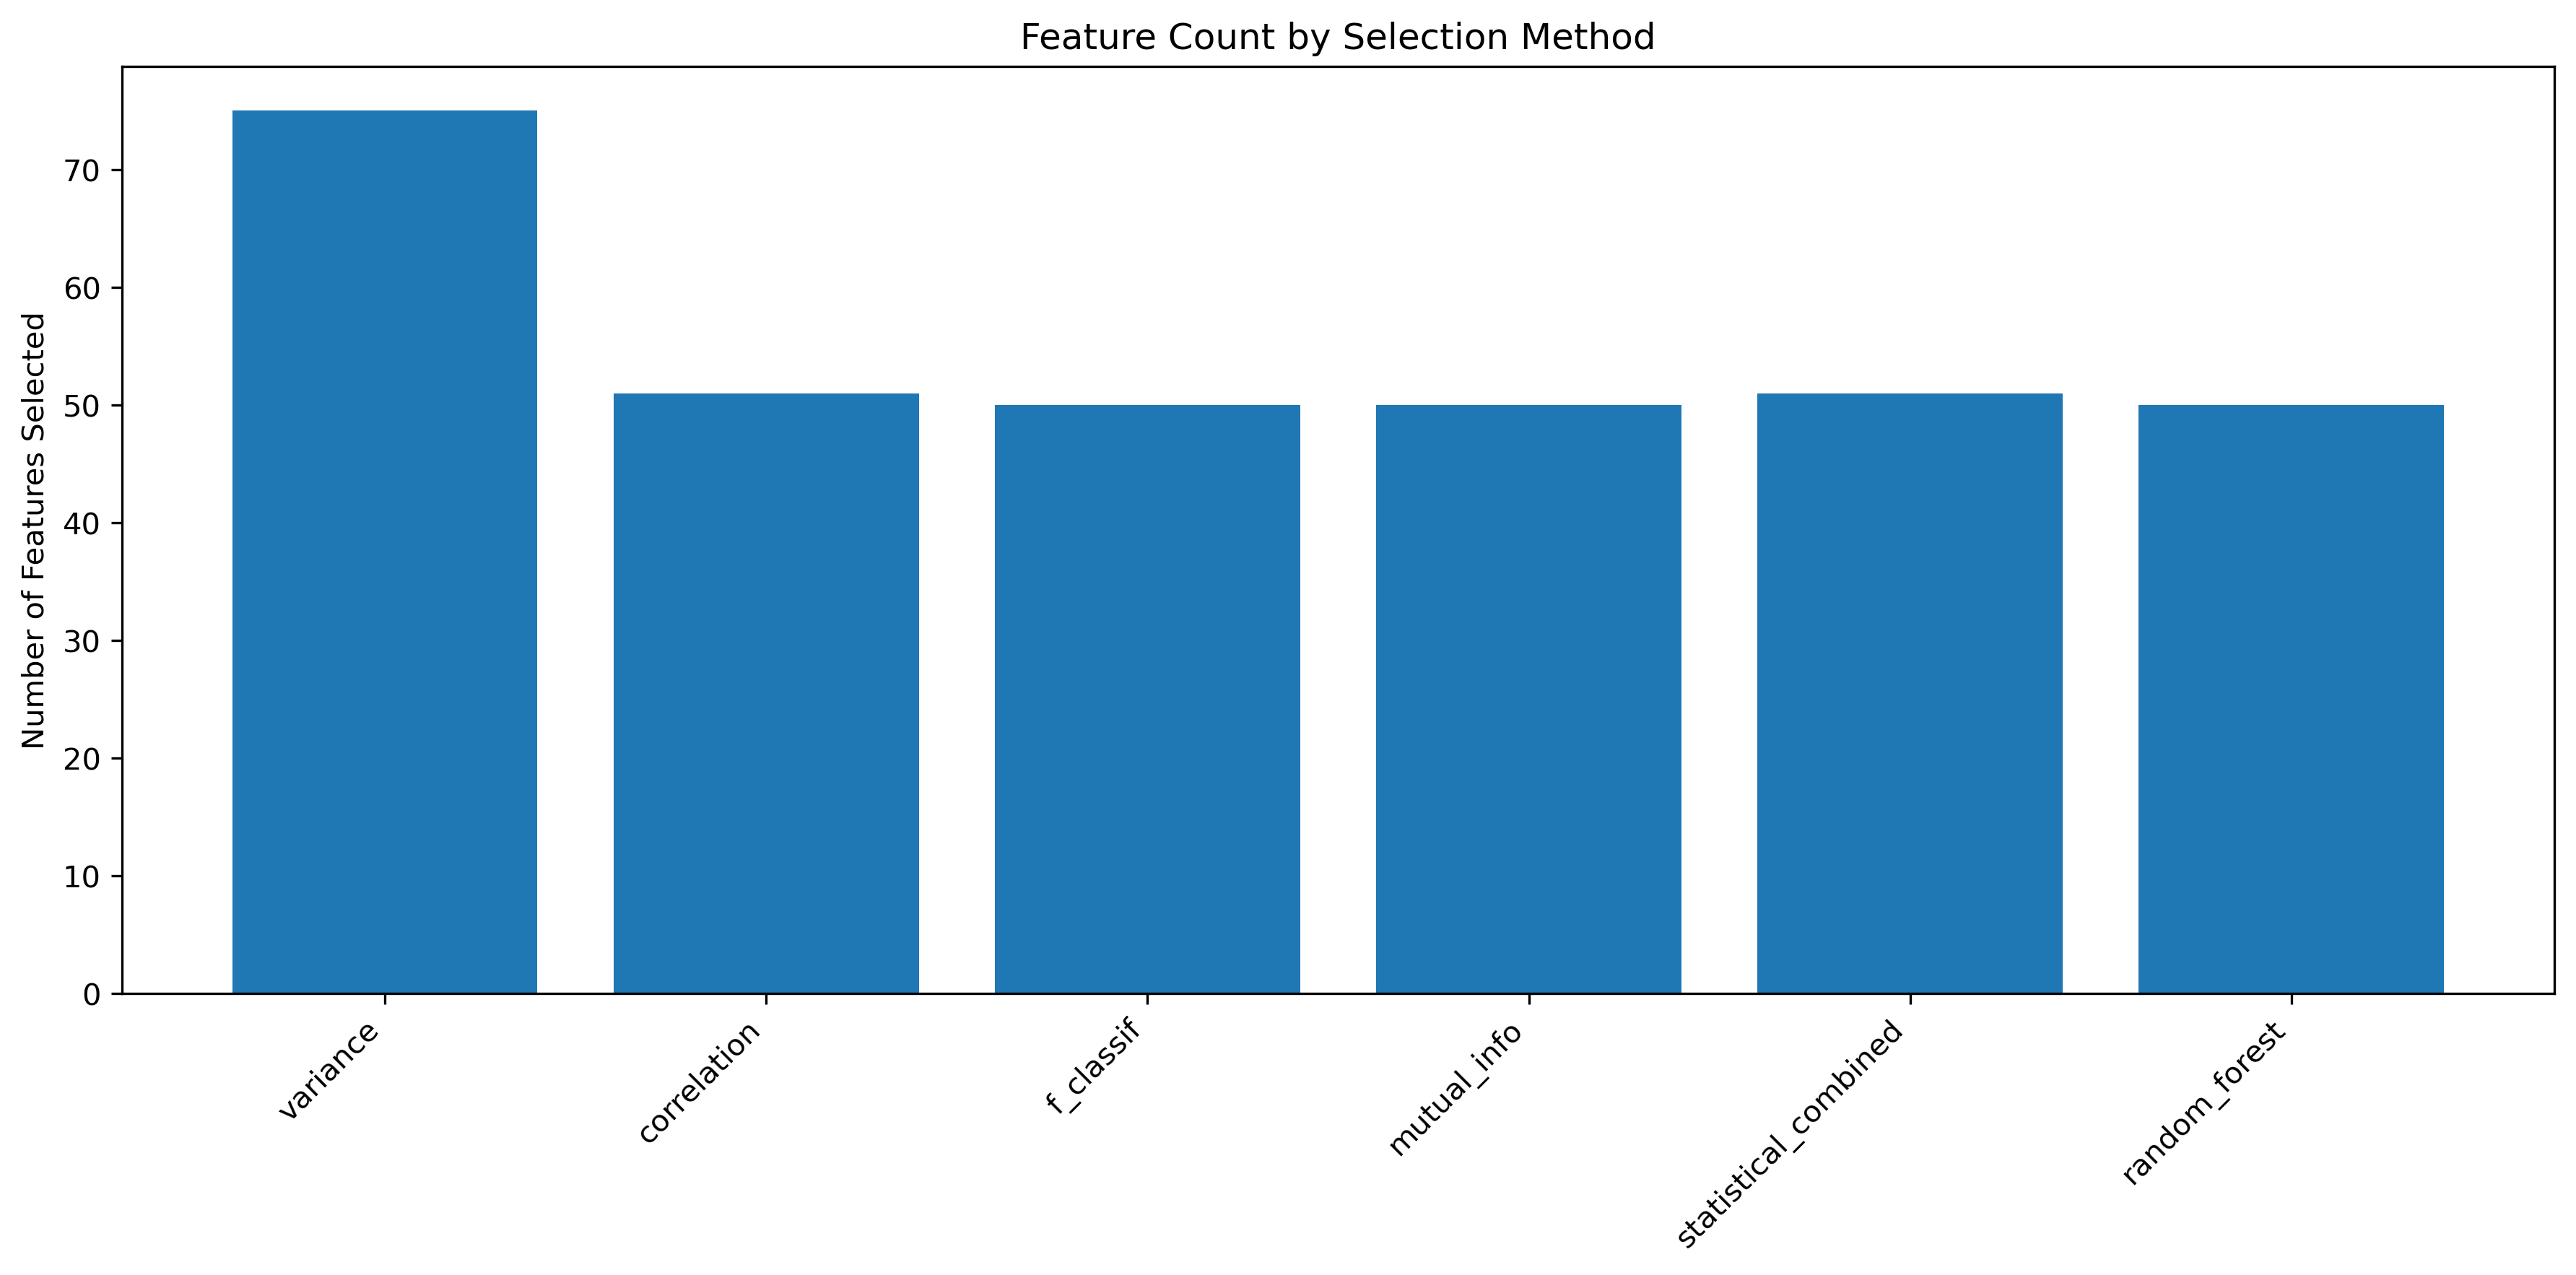 Feature Count by Selection Method
Number of Features Selected
70
60
50
40
30
20
10
0
variance
correlation
f_classif
mutual_info
statistical_combined
random_forest